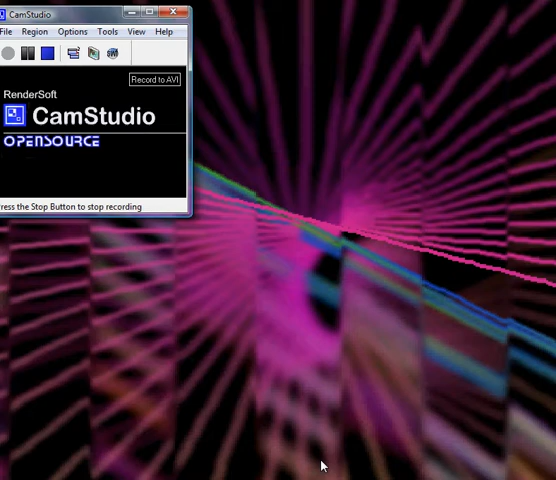 CamStudio
File Region Options Tools View Help
Record to AVI
RenderSoft
CamStudio
OPENSOURCE
ress the Stop Button to stop recording